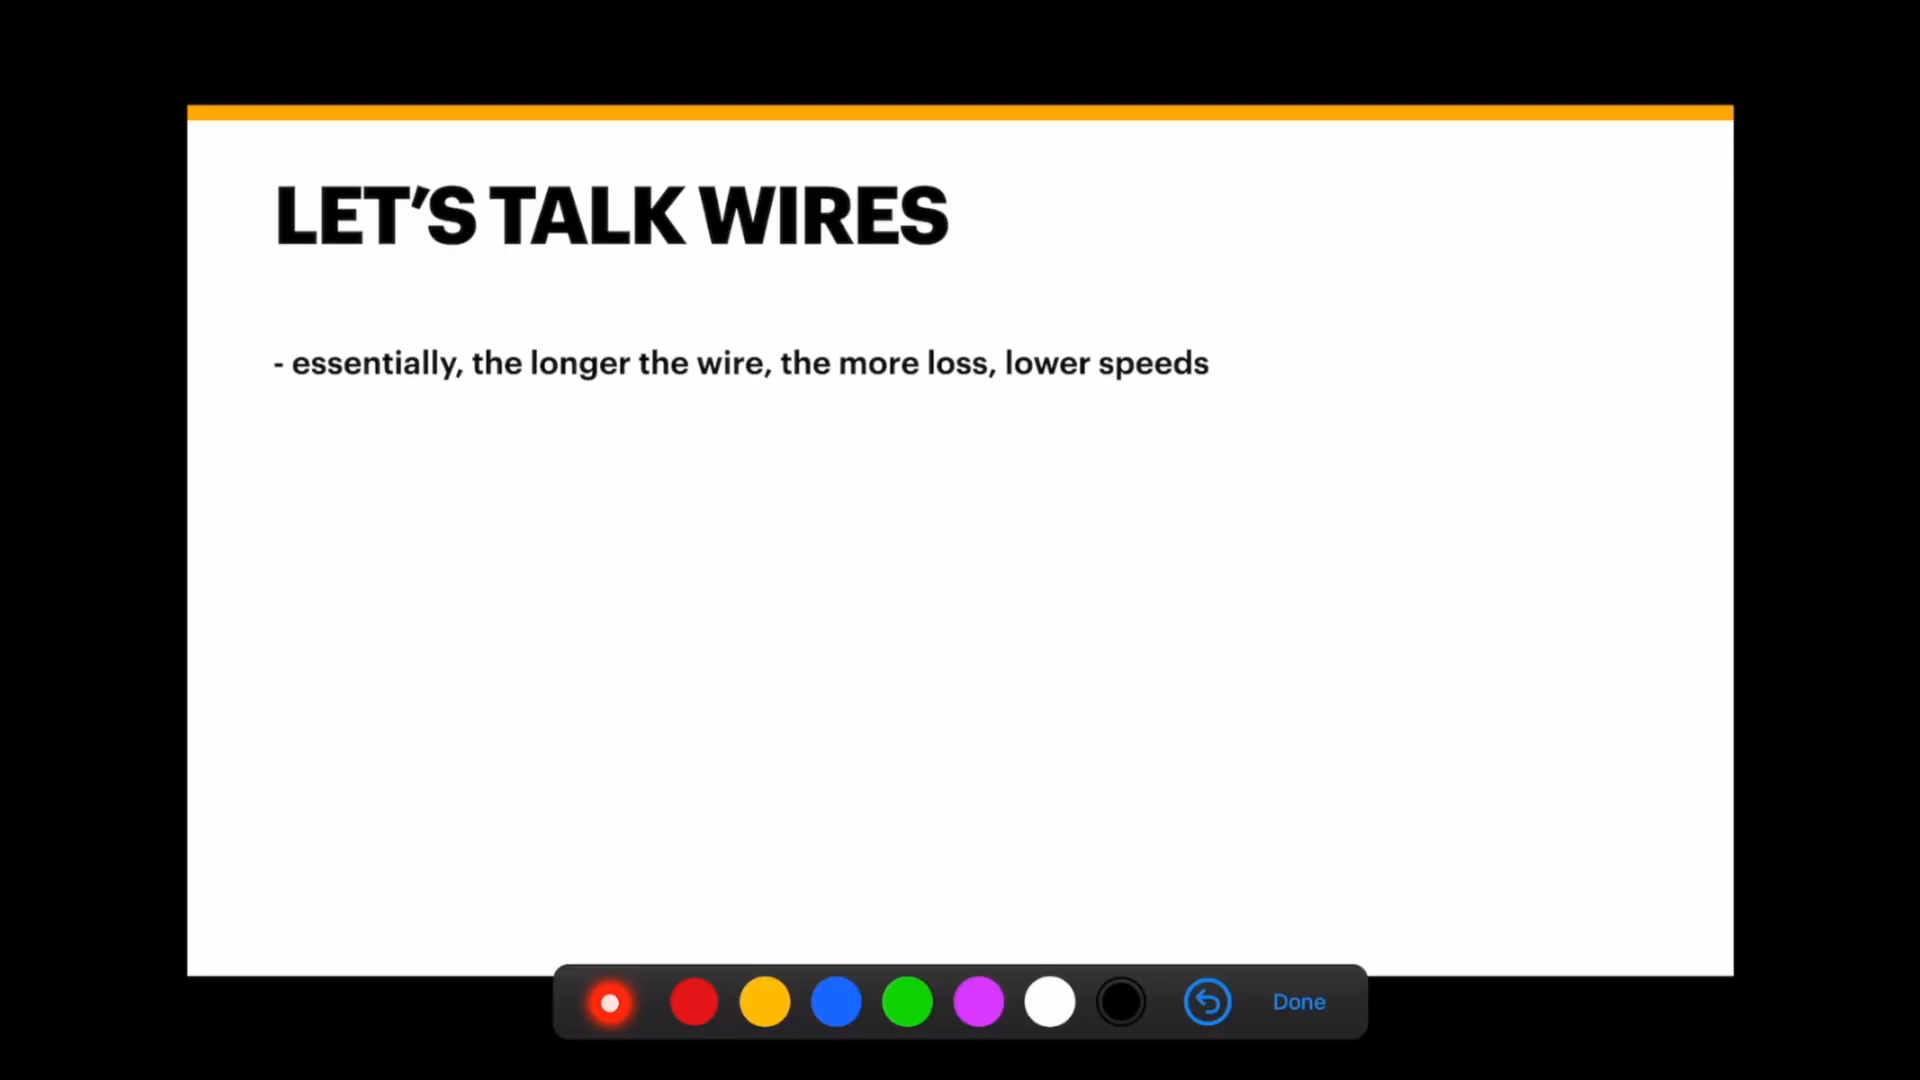 LET’S TALK WIRES
- essentially, the longer the wire, the more loss, lower speeds
Done